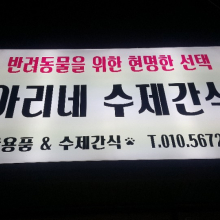 반려동물을 위한 현명한 선택
아리네 수제간식
용품 & 수제간식 T.010.5672